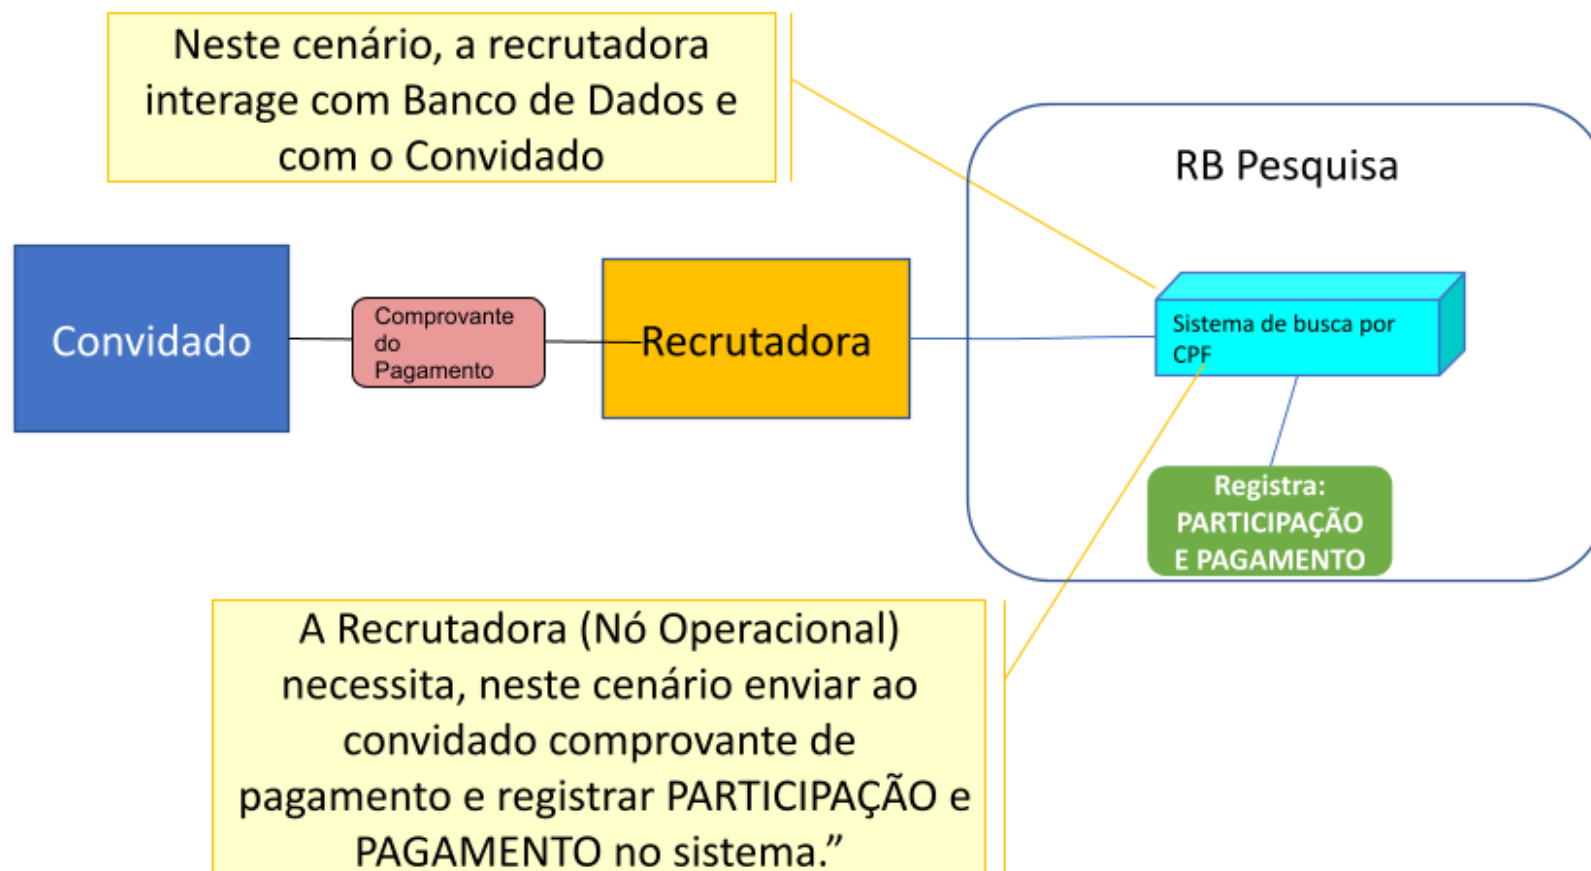 Neste cenário, a recrutadora
interage com Banco de Dados e
com o Convidado
RB Pesquisa
Convidado
Comprovante
do
Pagamento
Recrutadora
Sistema de busca por
CPF
Registra:
PARTICIPAÇÃO
E PAGAMENTO
A Recrutadora (Nó Operacional)
necessita, neste cenário enviar ao
convidado comprovante de
pagamento e registrar PARTICIPAÇÃO e
PAGAMENTO no sistema.”